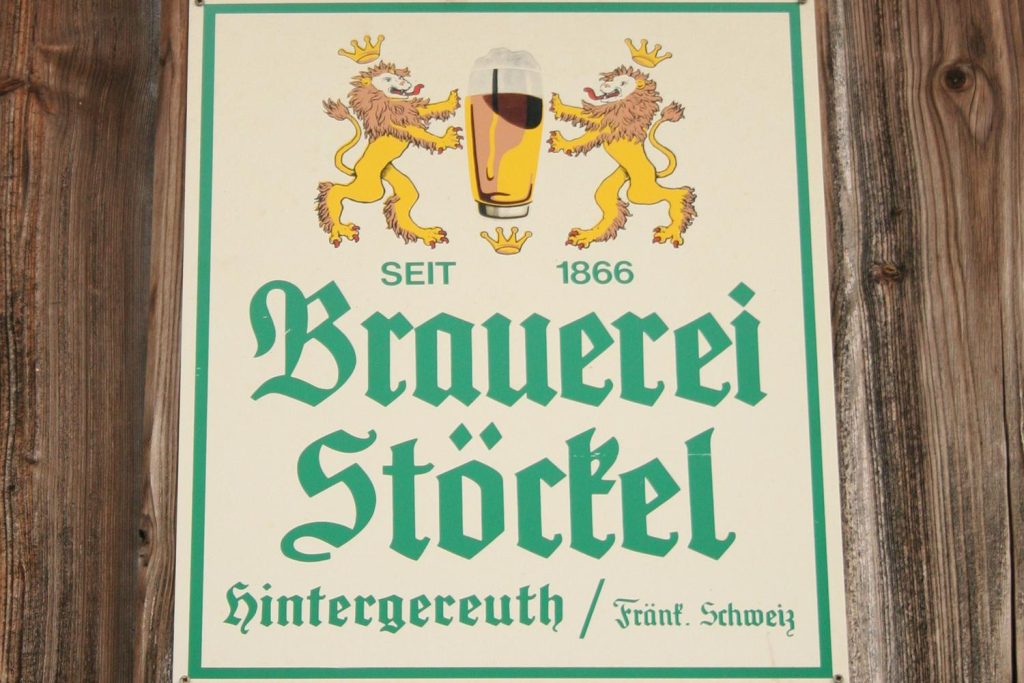 SEIT 1866
Brauerei
Stöckel
Hintergereuth / Fränk. Schweiz